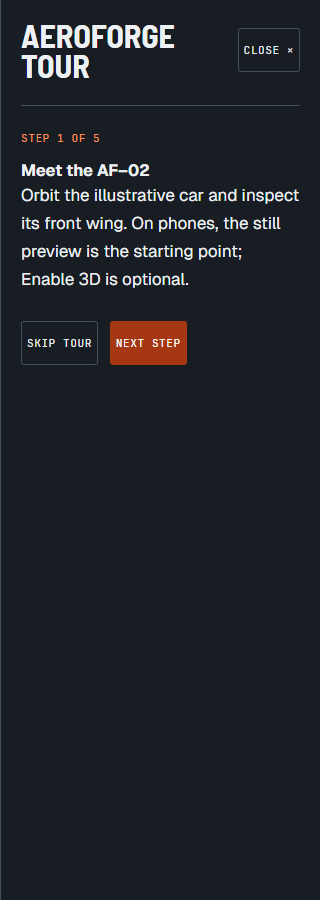 AEROFORGE
TOUR
CLOSE ×
STEP 1 OF 5
Meet the AF–02
Orbit the illustrative car and inspect
its front wing. On phones, the still
preview is the starting point;
Enable 3D is optional.
SKIP TOUR
NEXT STEP